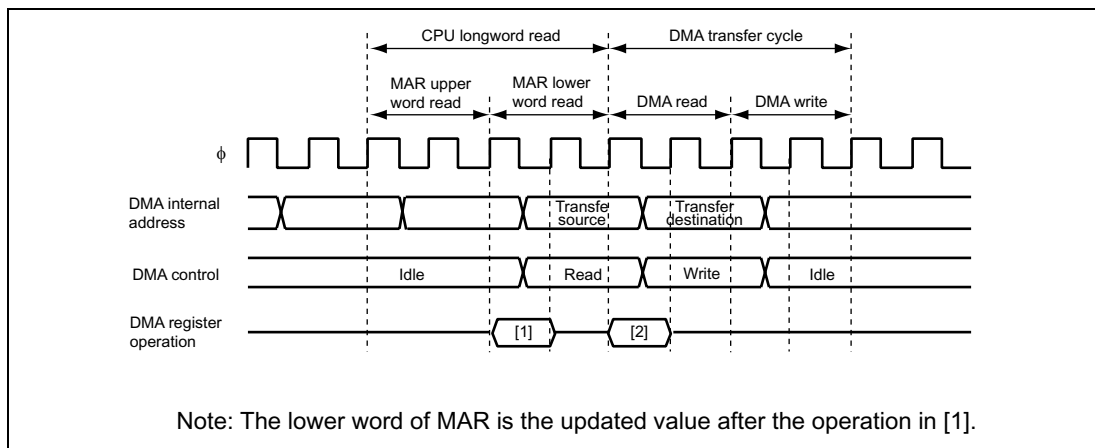 CPU longword read DMA transfer cycle
MAR upper MAR lower
word read word read DMA read DMA write
ϕ
DMA internal
address
Transfe Transfer
source destination
DMA control Idle Read Write Idle
DMA register
operation
[1] [2]
Note: The lower word of MAR is the updated value after the operation in [1].